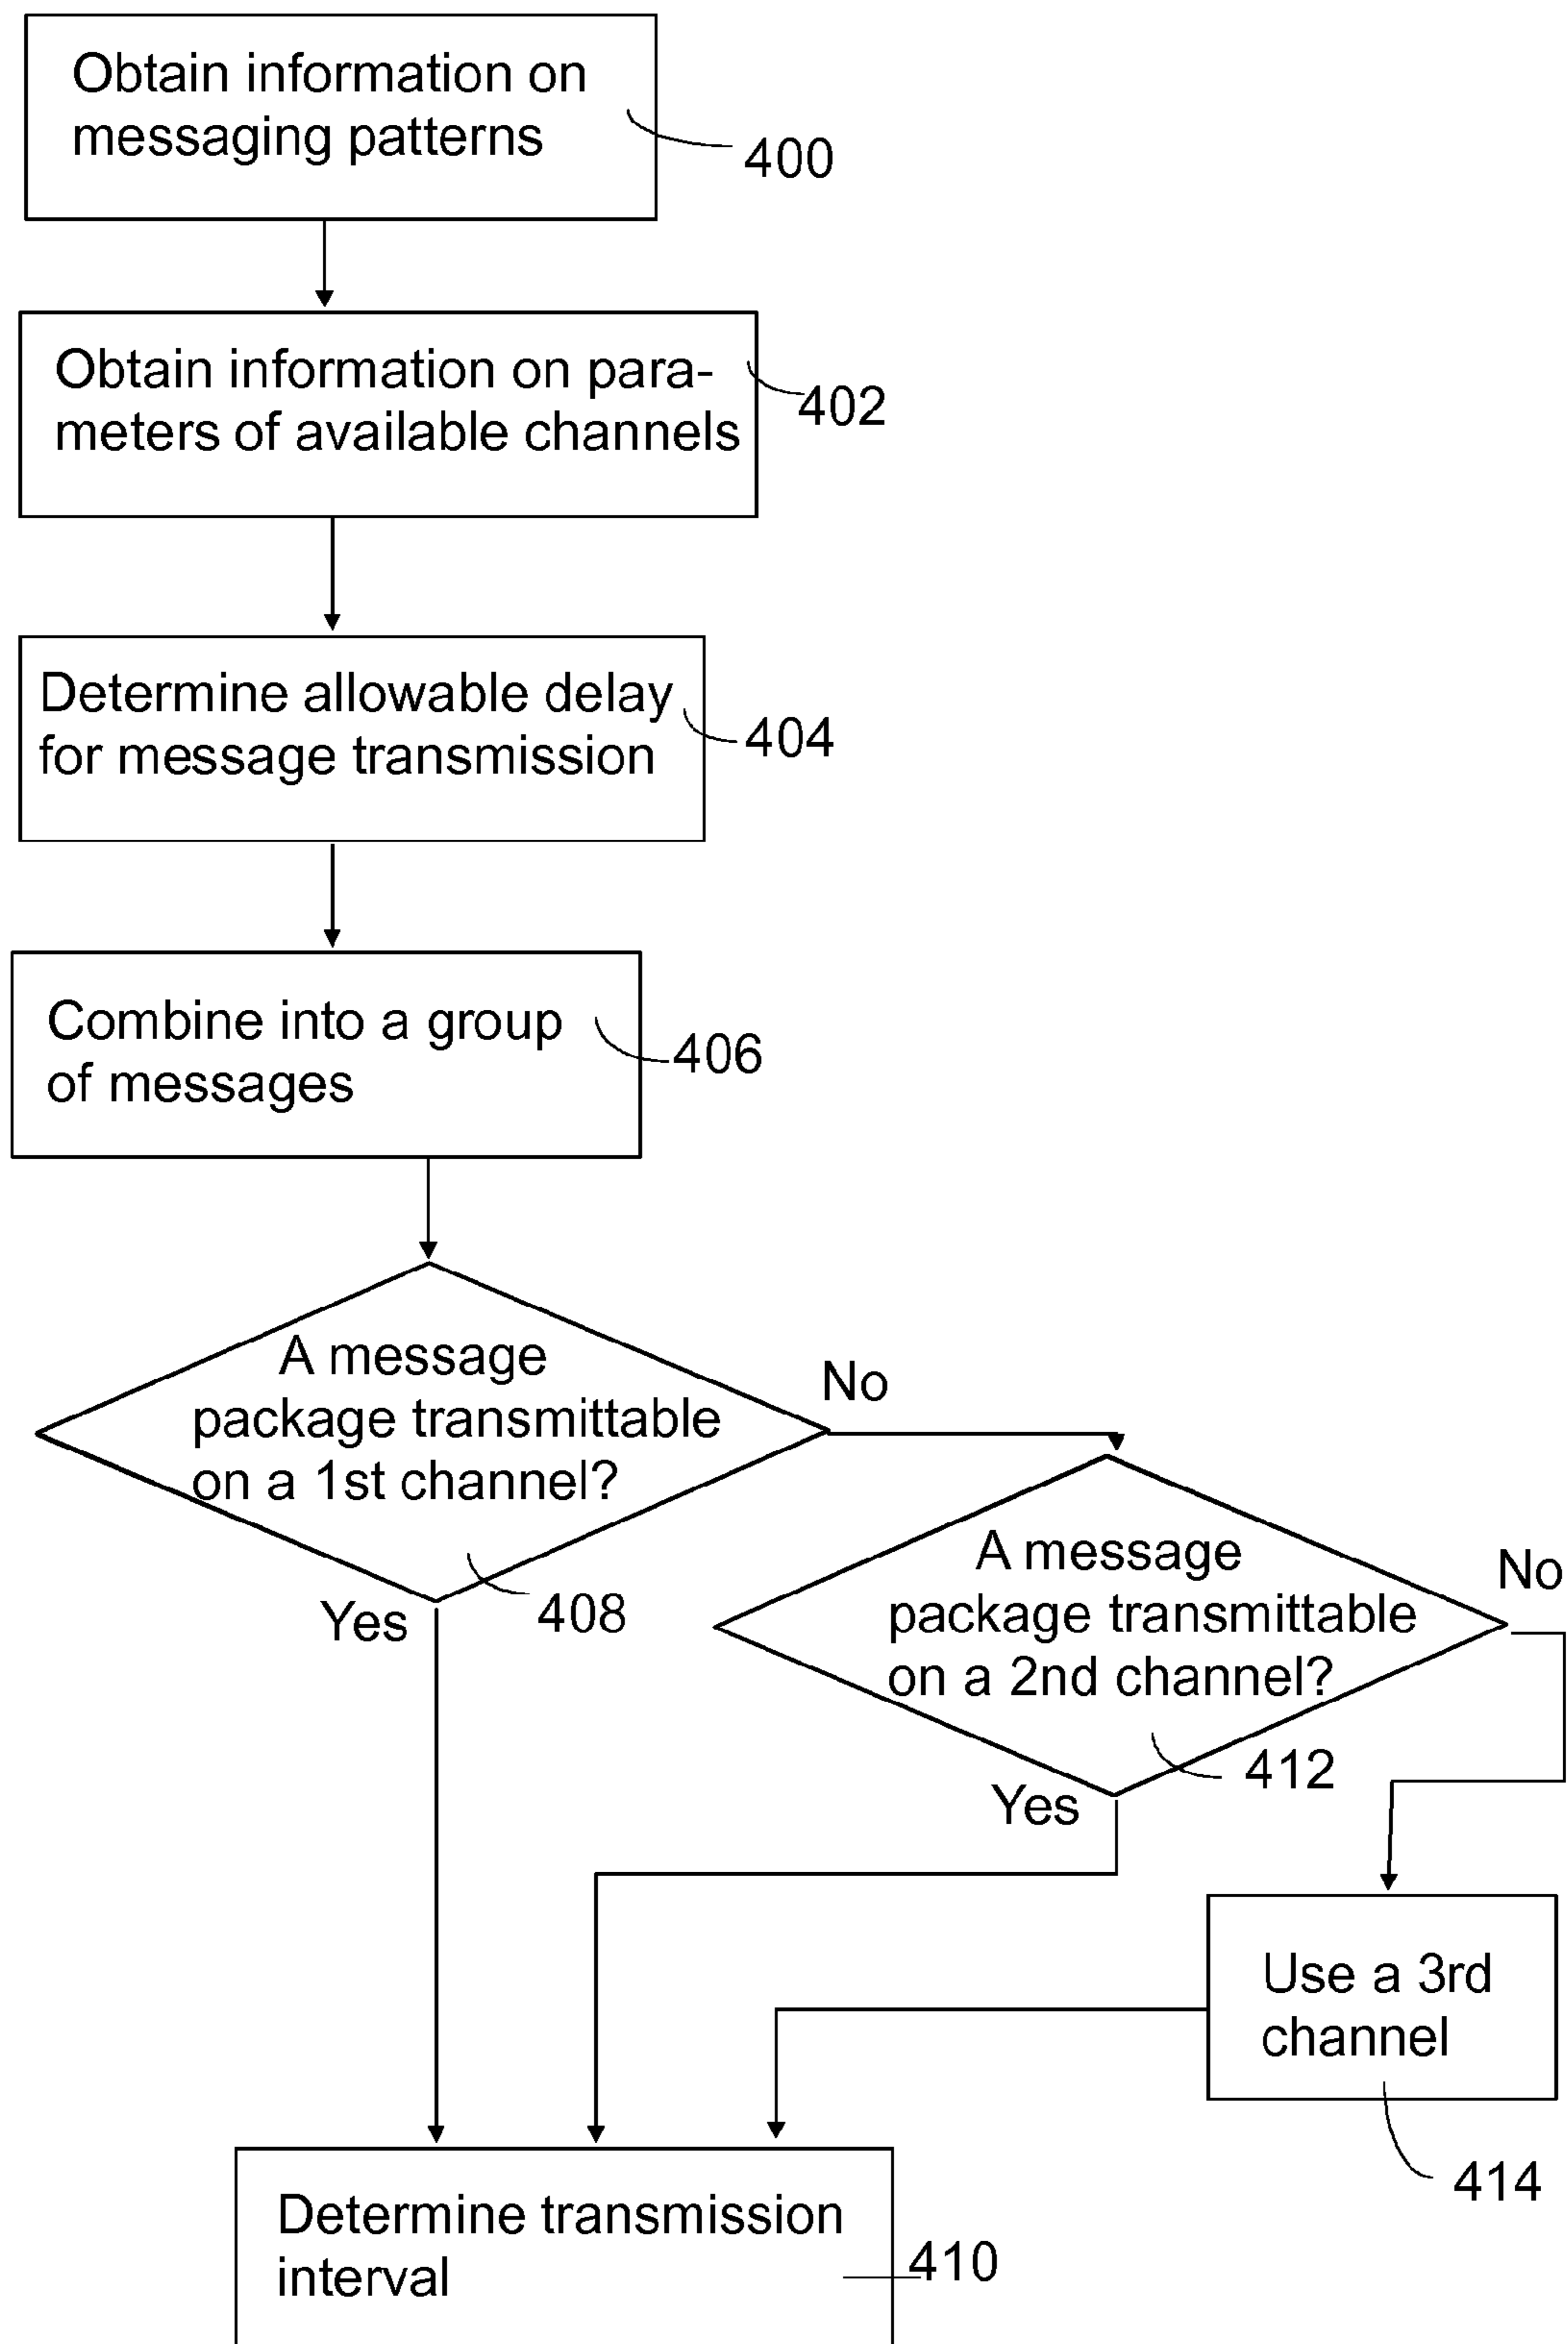 Obtain information on
messaging patterns
400
Obtain information on para-
meters of available channels
402
Determine allowable delay
for message transmission
404
Combine into a group
of messages
406
A message
package transmittable
on a 1st channel?
No
Yes
408
A message
package transmittable
on a 2nd channel?
No
Yes
412
Use a 3rd
channel
414
Determine transmission
interval
410